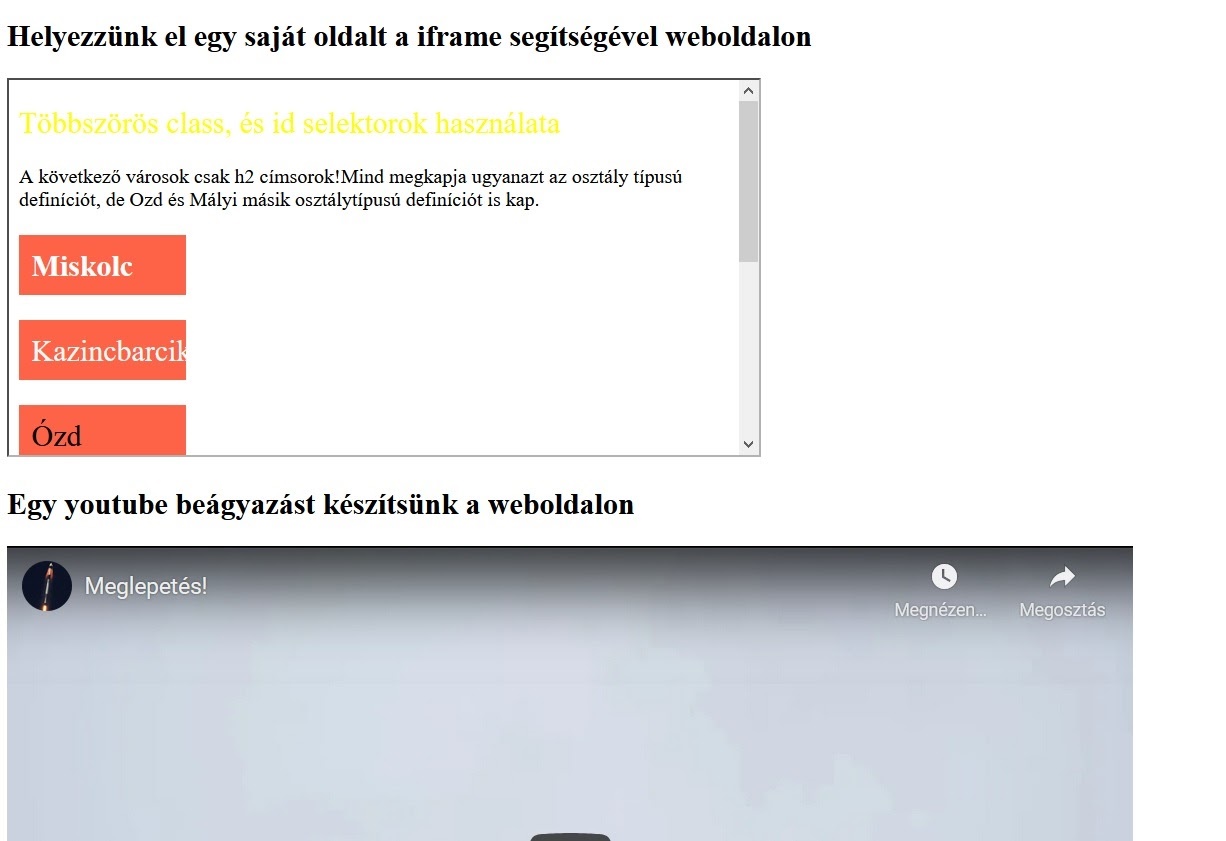 Helyezzünk el egy saját oldalt a iframe segítségével weboldalon
Többszörös class, és id selektorok használata
A következő városok csak h2 címsorok!Mind megkapja ugyanazt az osztály típusú
definíciót, de Ozd és Mályi másik osztálytípusú definíciót is kap.
Miskolc
Kazincbarcik
Ózd
Egy youtube beágyazást készítsünk a weboldalon
Meglepetés!
Megnézen...
Megosztás